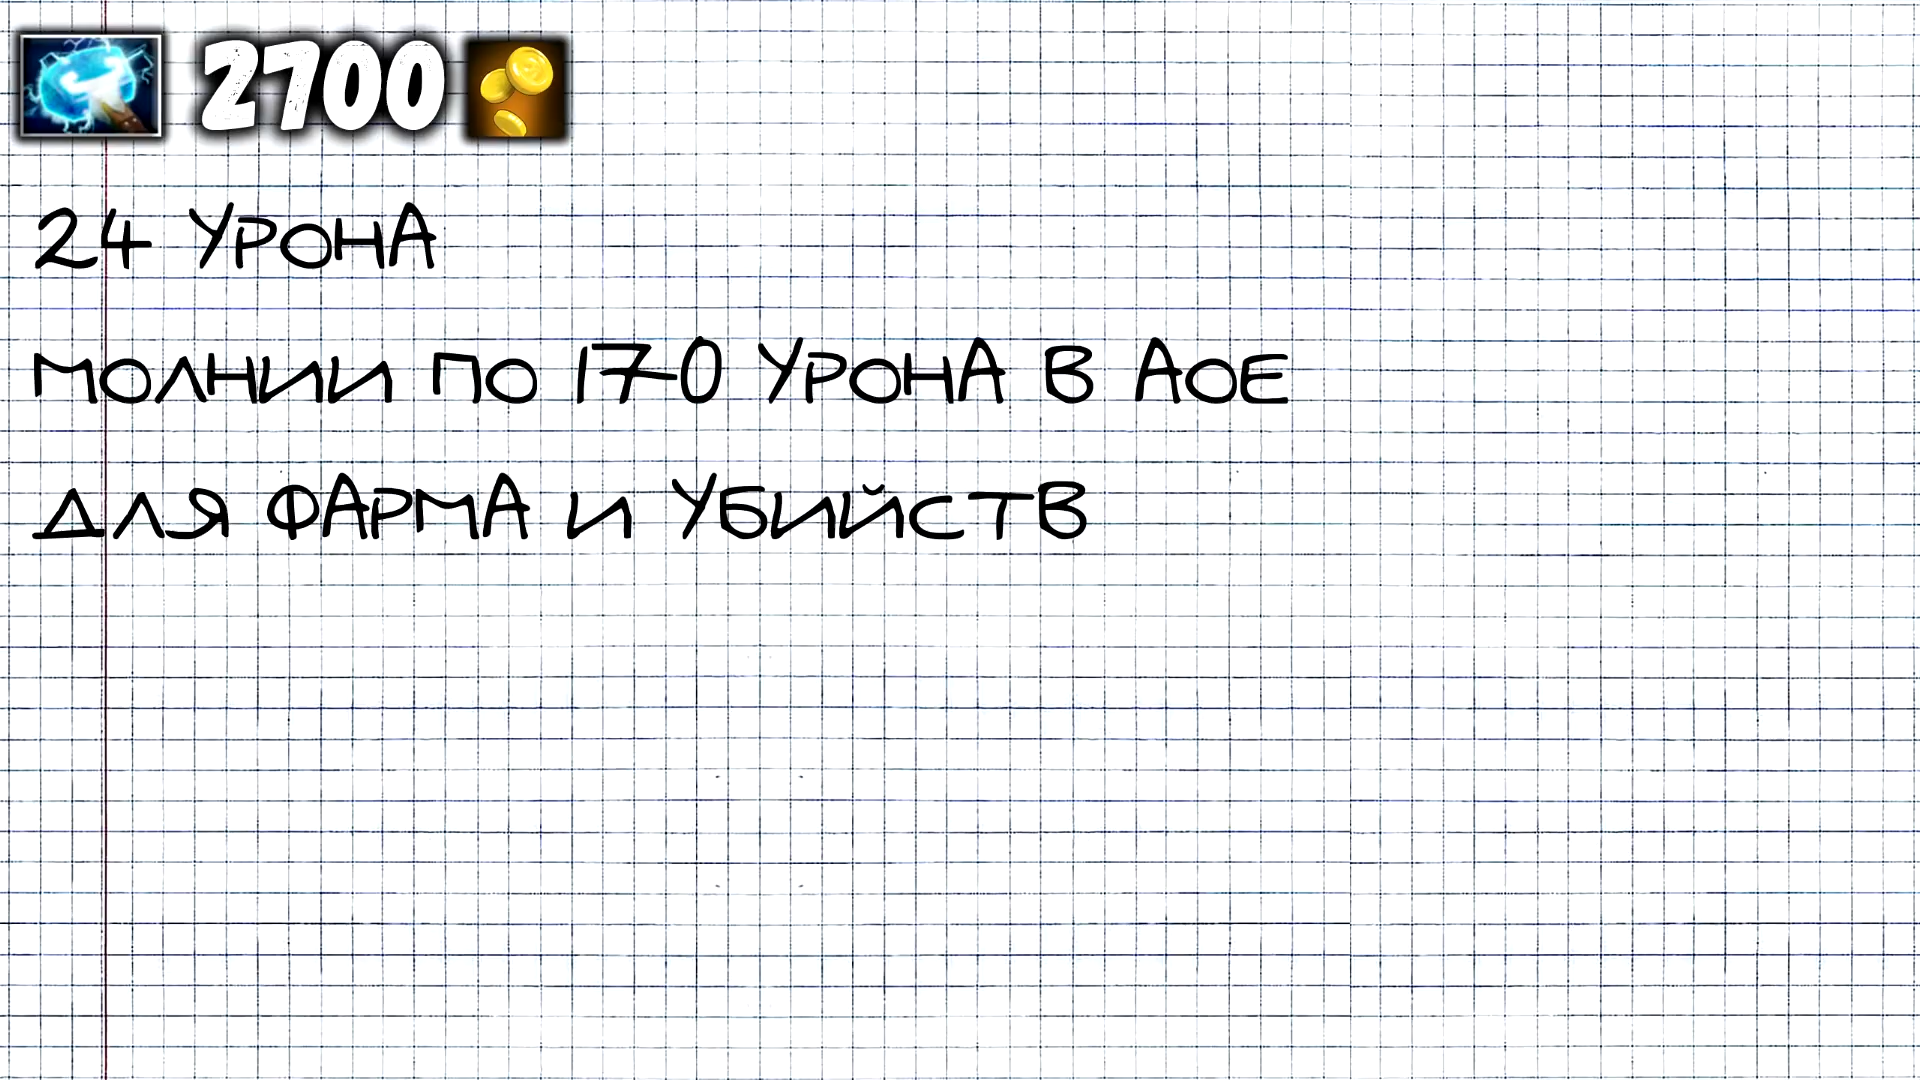 2700
24 УРОНА
МОЛНИИ ПО 170 УРОНА В АОЕ
ДЛЯ ФАРМА И УБИЙСТВ